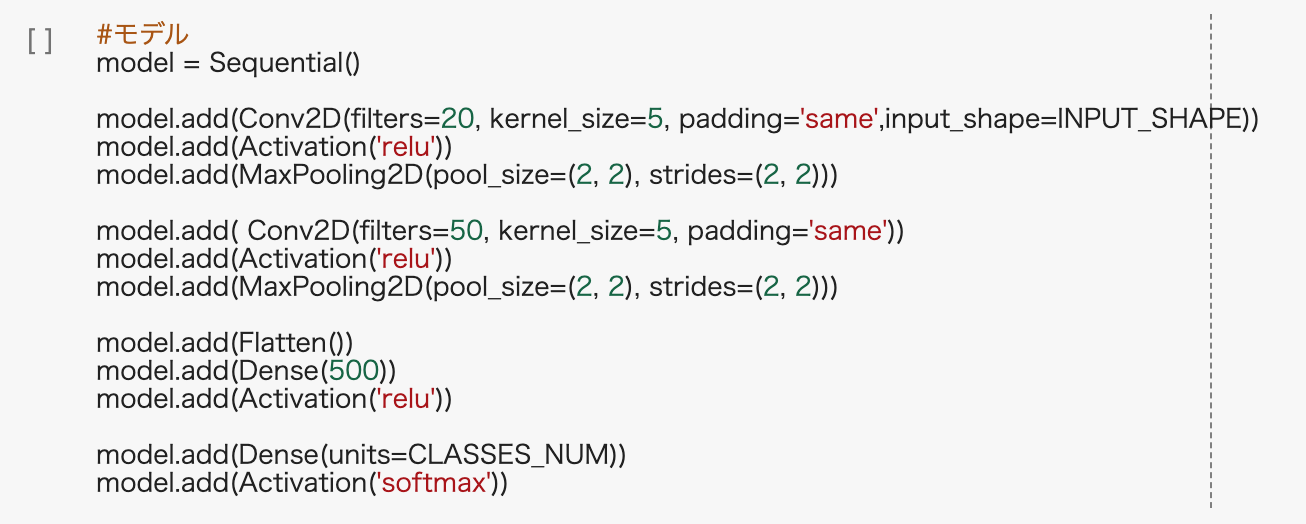 [ ]
#モデル
model = Sequential()
model.add(Conv2D(filters=20, kernel_size=5, padding='same',input_shape=INPUT_SHAPE))
model.add(Activation('relu'))
model.add(MaxPooling2D(pool_size=(2, 2), strides=(2, 2)))
model.add( Conv2D(filters=50, kernel_size=5, padding='same'))
model.add(Activation('relu'))
model.add(MaxPooling2D(pool_size=(2, 2), strides=(2, 2)))
model.add(Flatten())
model.add(Dense(500))
model.add(Activation('relu'))
model.add(Dense(units=CLASSES_NUM))
model.add(Activation('softmax'))